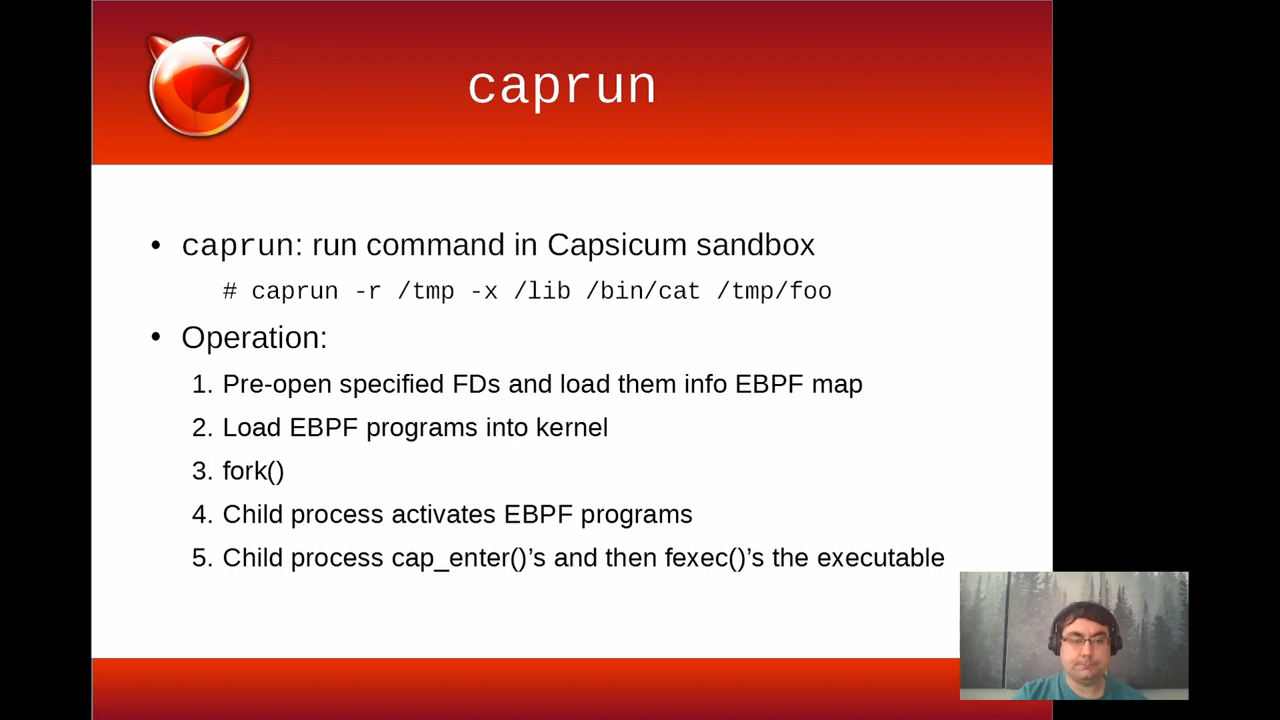 caprun
• caprun: run command in Capsicum sandbox
# caprun -r /tmp -x /lib /bin/cat /tmp/foo
• Operation:
1. Pre-open specified FDs and load them info EBPF map
2. Load EBPF programs into kernel
3. fork()
4. Child process activates EBPF programs
5. Child process cap_enter()’s and then fexec()’s the executable